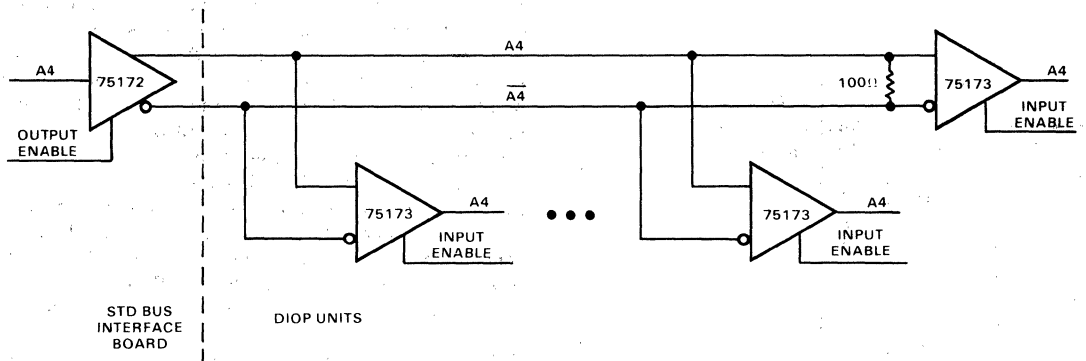 A4
75172
OUTPUT
ENABLE
A4
A4
100Ω
75173
A4
INPUT
ENABLE
75173
A4
INPUT
ENABLE
75173
A4
INPUT
ENABLE
STD BUS
INTERFACE
BOARD
DIOP UNITS